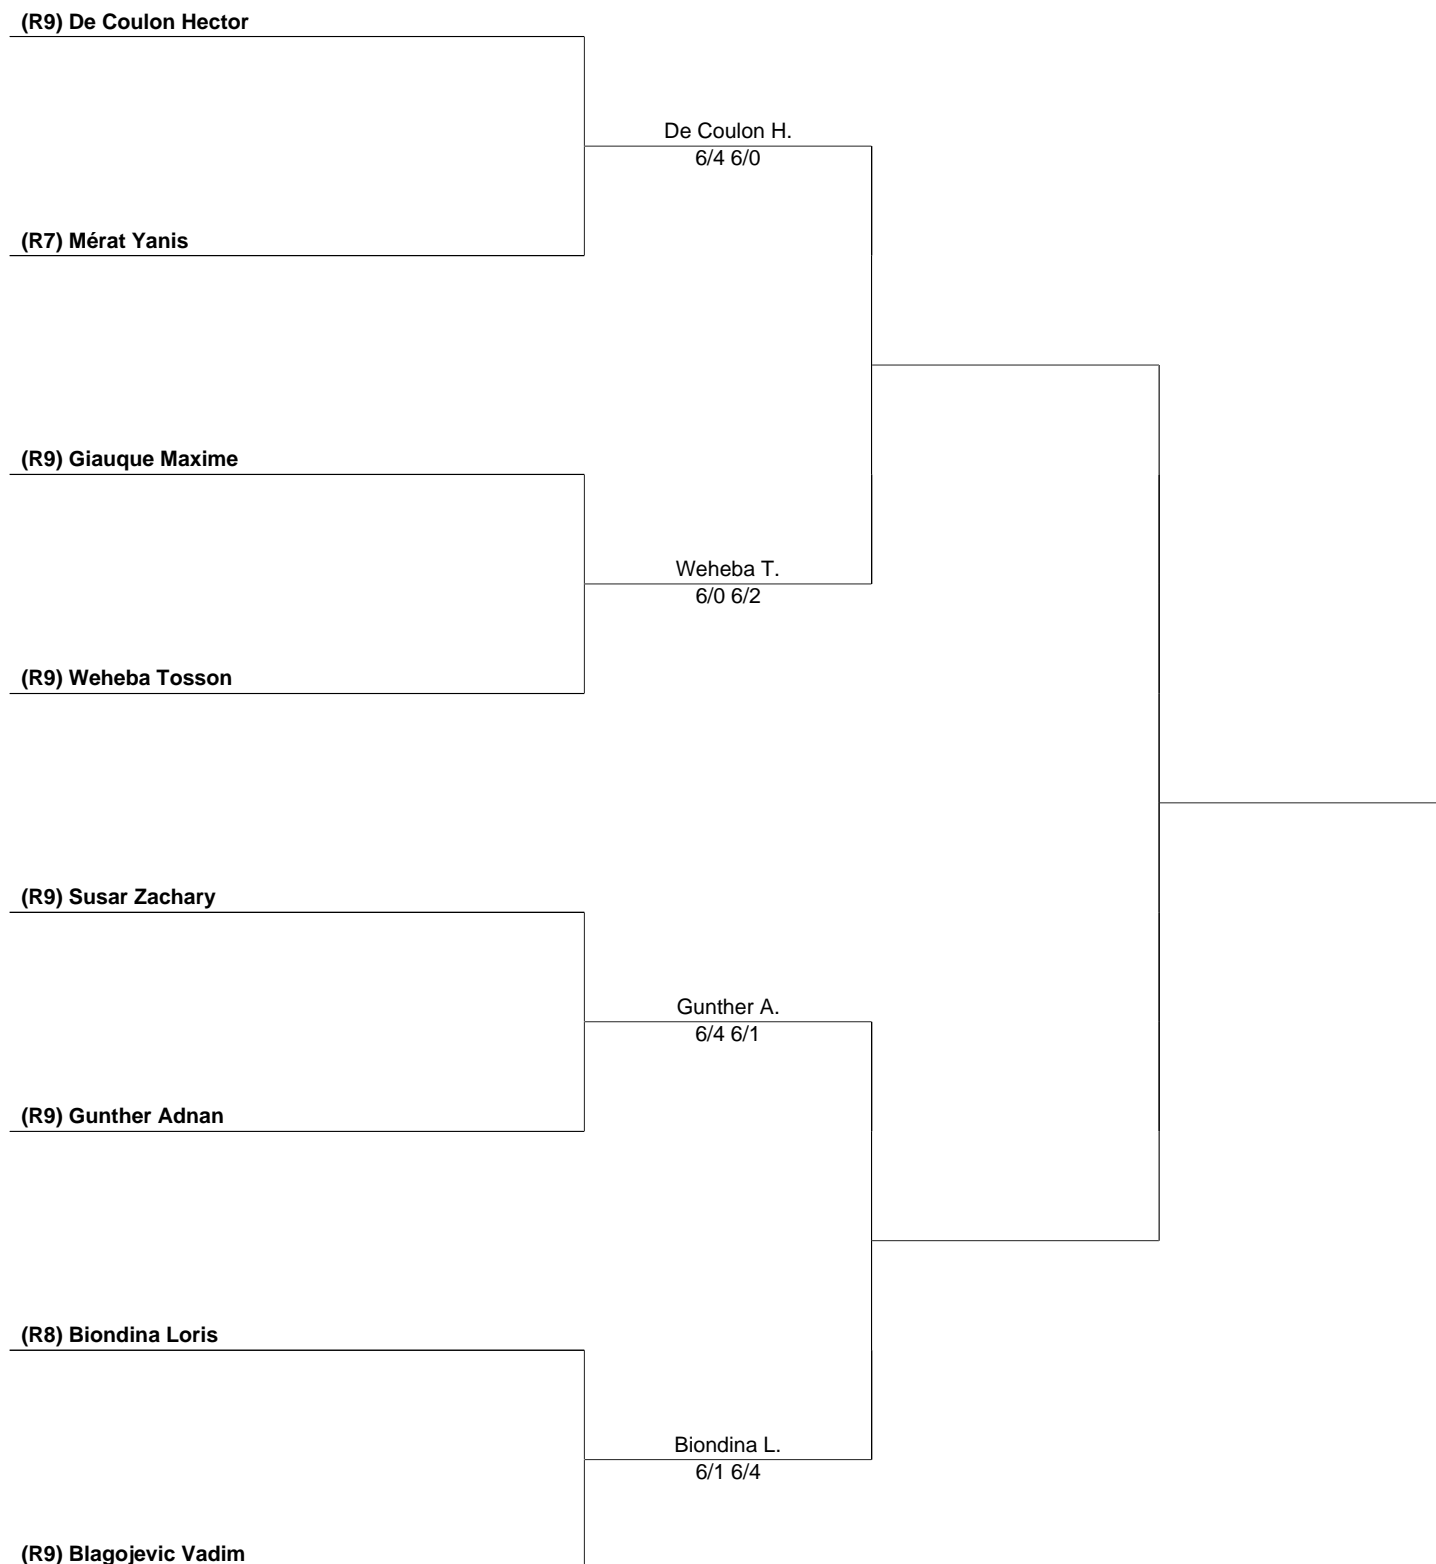 (R9) De Coulon Hector
De Coulon H.
6/4 6/0
(R7) Mérat Yanis
(R9) Giauque Maxime
Weheba T.
6/0 6/2
(R9) Weheba Tosson
(R9) Susar Zachary
Gunther A.
6/4 6/1
(R9) Gunther Adnan
(R8) Biondina Loris
Biondina L.
6/1 6/4
(R9) Blagojevic Vadim